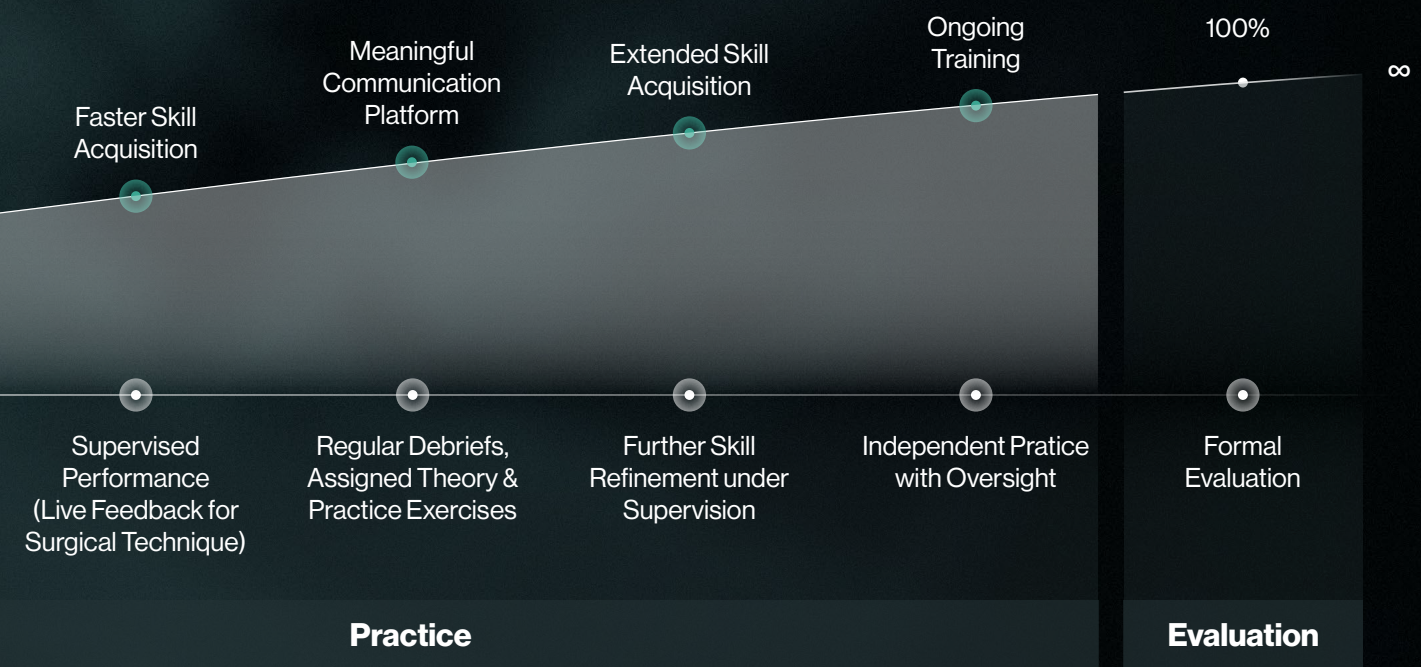 Faster Skill
Acquisition
Meaningful
Communication
Platform
Extended Skill
Acquisition
Ongoing
Training
100%
∞
Supervised
Performance
(Live Feedback for
Surgical Technique)
Regular Debriefs,
Assigned Theory &
Practice Exercises
Further Skill
Refinement under
Supervision
Independent Pratice
with Oversight
Formal
Evaluation
Practice
Evaluation